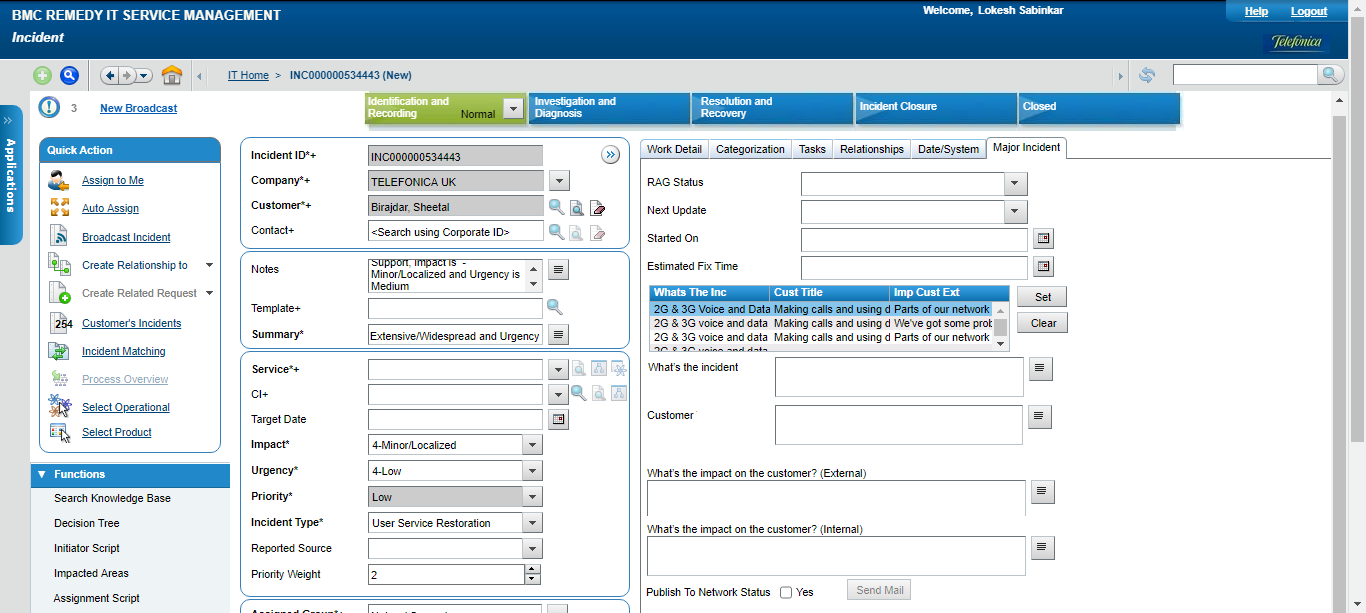 BMC REMEDY IT SERVICE MANAGEMENT
Welcome, Lokesh Sabinkar
Help
Logout
Incident
Telefónica
IT Home > INC000000534443 (New)
3
New Broadcast
Identification and Recording
Normal
Investigation and Diagnosis
Resolution and Recovery
Incident Closure
Closed
Applications
Quick Action
Assign to Me
Auto Assign
Broadcast Incident
Create Relationship to
Create Related Request
254
Customer's Incidents
Incident Matching
Process Overview
Select Operational
Select Product
Functions
Search Knowledge Base
Decision Tree
Initiator Script
Impacted Areas
Assignment Script
Incident ID*+
INC000000534443
Company*+
TELEFONICA UK
Customer*+
Birajdar, Sheetal
Contact+
<Search using Corporate ID>
Notes
Support, Impact is -
Minor/Localized and Urgency is
Medium
Template+
Summary*
Extensive/Widespread and Urgency
Service*+
CI+
Target Date
Impact*
4-Minor/Localized
Urgency*
4-Low
Priority*
Low
Incident Type*
User Service Restoration
Reported Source
Priority Weight
2
Assigned Group*+
Work Detail
Categorization
Tasks
Relationships
Date/System
Major Incident
RAG Status
Next Update
Started On
Estimated Fix Time
Whats The Inc
Cust Title
Imp Cust Ext
2G & 3G Voice and Data
Making calls and using d
Parts of our network
2G & 3G voice and data
Making calls and using d
We've got some prob
2G & 3G voice and data
Making calls and using d
Parts of our network
2G & 3G voice and data
Set
Clear
What's the incident
Customer
What's the impact on the customer? (External)
What's the impact on the customer? (Internal)
Publish To Network Status
Yes
Send Mail